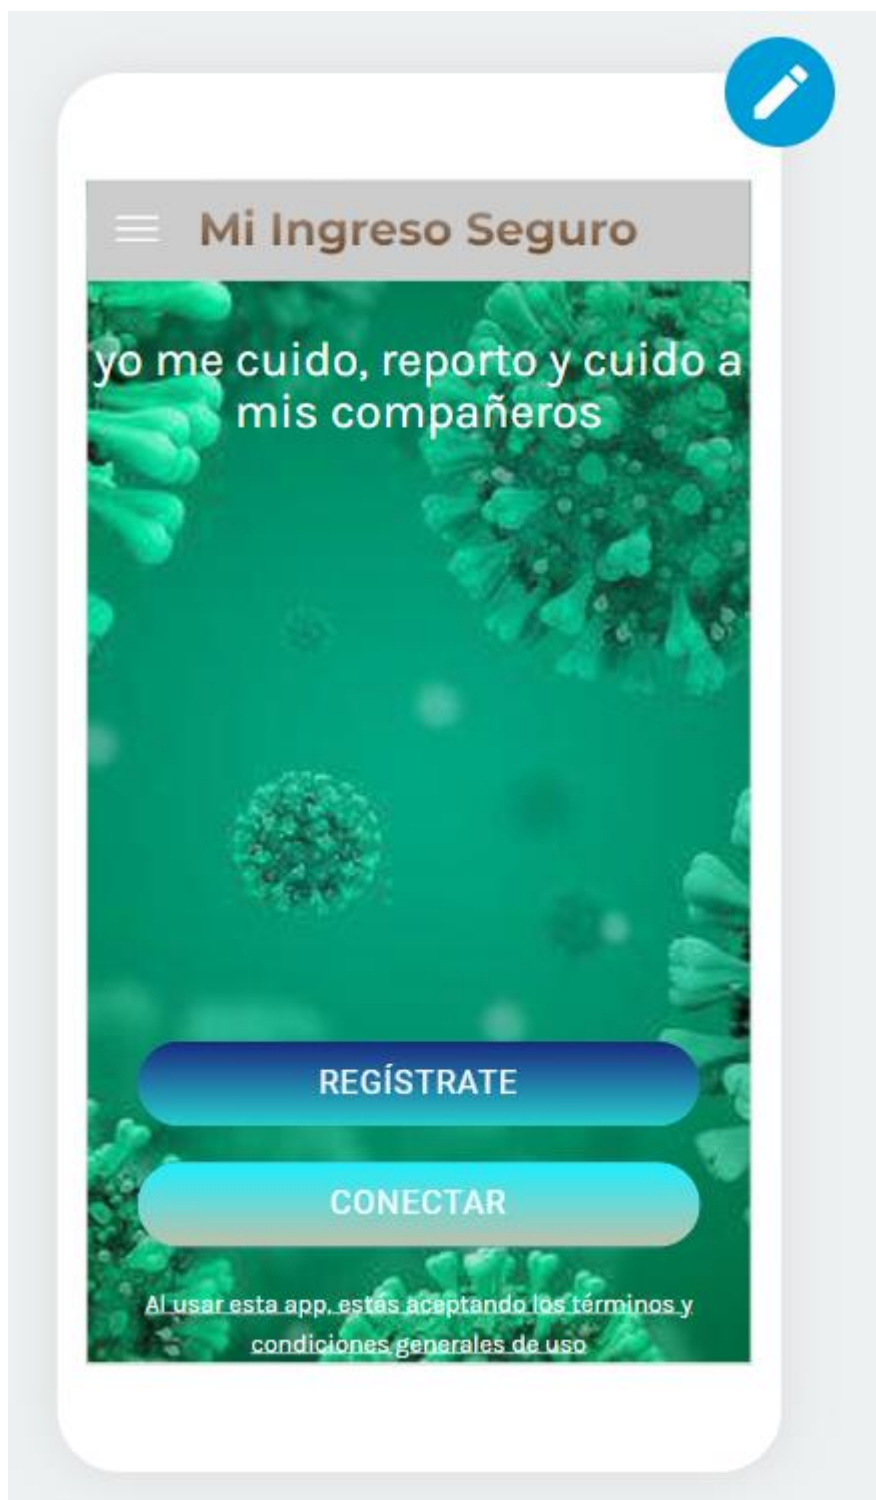 Mi Ingreso Seguro
yo me cuido, reporto y cuido a
mis compañeros
REGÍSTRATE
CONECTAR
Al usar esta app, estás aceptando los términos y
condiciones generales de uso